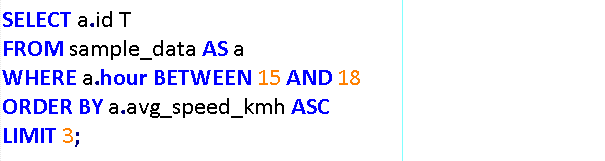 SELECT a.id T
FROM sample_data AS a
WHERE a.hour BETWEEN 15 AND 18
ORDER BY a.avg_speed_kmh ASC
LIMIT 3;